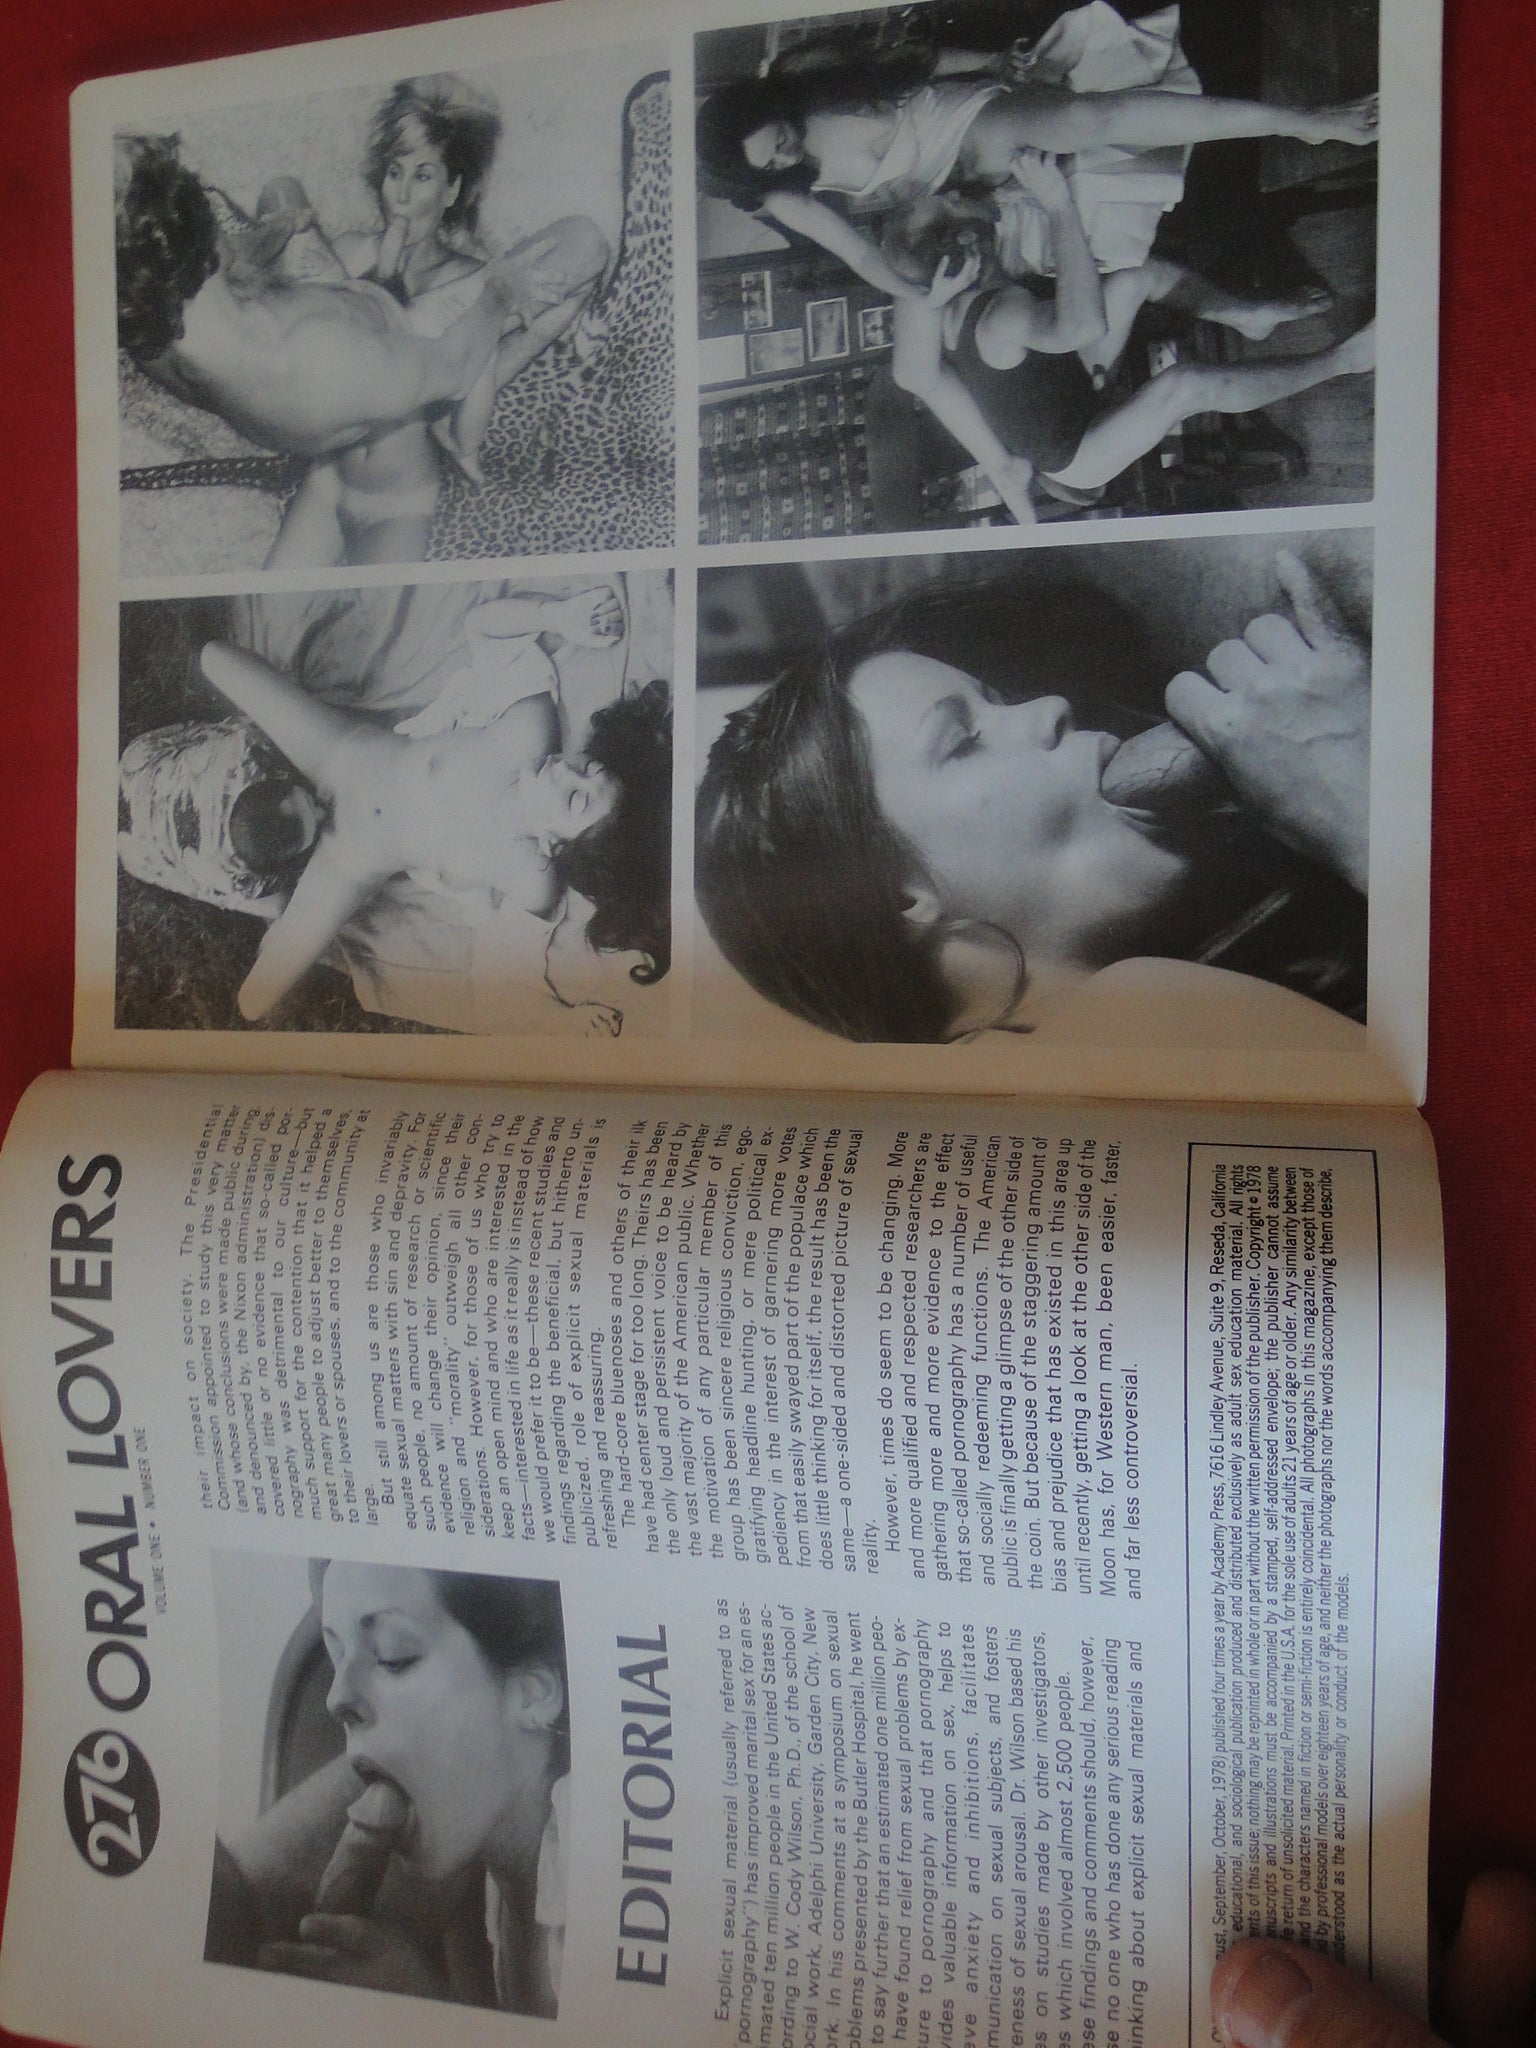 276 ORAL LOVERS
VOLUME ONE • NUMBER ONE
EDITORIAL
Explicit sexual material (usually referred to as
"pornography") has improved marital sex for an es-
mated ten million people in the United States ac-
ording to W. Cody Wilson, Ph.D., of the school of
ocial work, Adelphi University, Garden City, New
ork. In his comments at a symposium on sexual
oblems presented by the Butler Hospital, he went
to say further that an estimated one million peo-
have found relief from sexual problems by ex-
sure to pornography and that pornography
vides valuable information on sex, helps to
eve anxiety and inhibitions, facilitates
munication on sexual subjects, and fosters
eness of sexual arousal. Dr. Wilson based his
s on studies made by other investigators,
es which involved almost 2,500 people.
ese findings and comments should, however,
se no one who has done any serious reading
inking about explicit sexual materials and
their impact on society. The Presidential
Commission appointed to study this very matter
(and whose conclusions were made public during,
and denounced by, the Nixon administration) dis-
covered little or no evidence that so-called por-
nography was detrimental to our culture—but
much support for the contention that it helped a
great many people to adjust better to themselves,
to their lovers or spouses, and to the community at
large.
But still among us are those who invariably
equate sexual matters with sin and depravity. For
such people, no amount of research or scientific
evidence will change their opinion, since their
religion and "morality" outweigh all other con-
siderations. However, for those of us who try to
keep an open mind and who are interested in the
facts—interested in life as it really is instead of how
we would prefer it to be—these recent studies and
findings regarding the beneficial, but hitherto un-
publicized, role of explicit sexual materials is
refreshing and reassuring.
The hard-core bluenoses and others of their ilk
have had center stage for too long. Theirs has been
the only loud and persistent voice to be heard by
the vast majority of the American public. Whether
the motivation of any particular member of this
group has been sincere religious conviction, ego-
gratifying headline hunting, or mere political ex-
pediency in the interest of garnering more votes
from that easily swayed part of the populace which
does little thinking for itself, the result has been the
same—a one-sided and distorted picture of sexual
reality.
However, times do seem to be changing. More
and more qualified and respected researchers are
gathering more and more evidence to the effect
that so-called pornography has a number of useful
and socially redeeming functions. The American
public is finally getting a glimpse of the other side of
the coin. But because of the staggering amount of
bias and prejudice that has existed in this area up
until recently, getting a look at the other side of the
Moon has, for Western man, been easier, faster,
and far less controversial.
ust, September, October, 1978) published four times a year by Academy Press, 7616 Lindley Avenue, Suite 9, Reseda, California
educational, and sociological publication produced and distributed exclusively as adult sex education material. All rights
ents of this issue; nothing may be reprinted in whole or in part without the written permission of the publisher. Copyright © 1978
nuscripts and illustrations must be accompanied by a stamped, self-addressed envelope; the publisher cannot assume
e return of unsolicited material. Printed in the U.S.A. for the sole use of adults 21 years of age or older. Any similarity between
and the characters named in fiction or semi-fiction is entirely coincidental. All photographs in this magazine, except those of
d by professional models over eighteen years of age, and neither the photographs nor the words accompanying them describe,
derstood as the actual personality or conduct of the models.